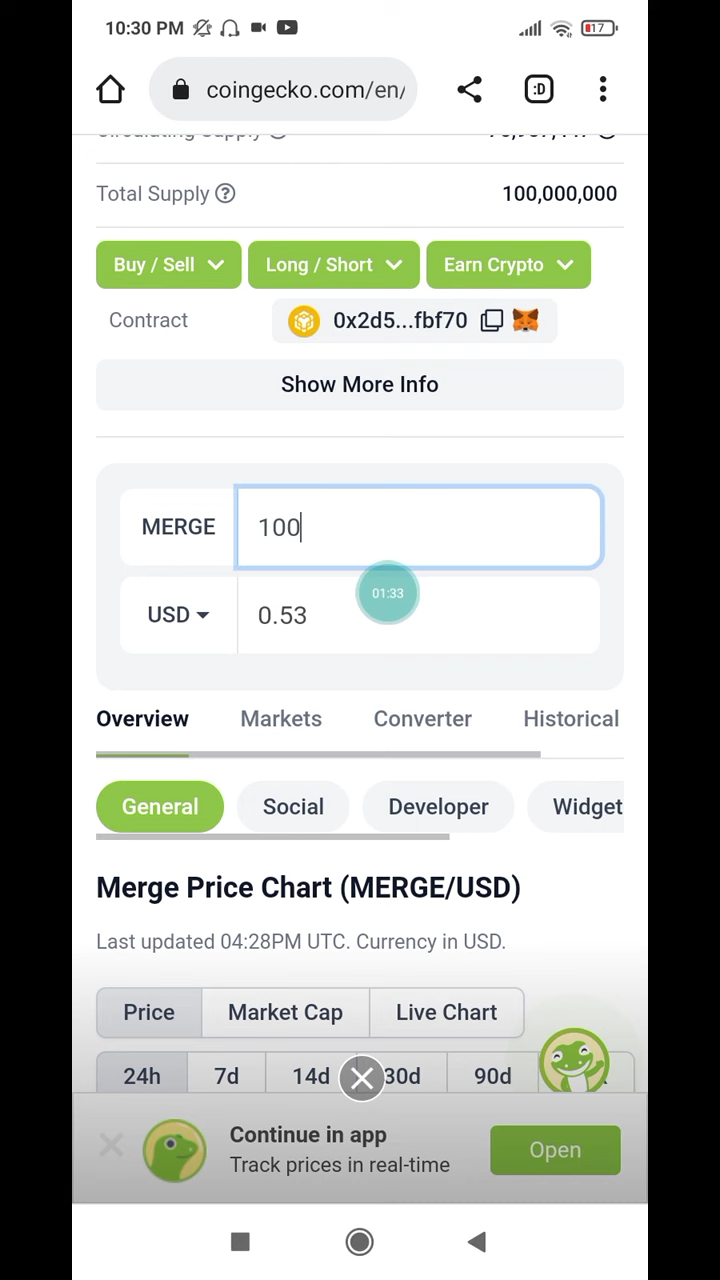 10:30 PM
17
coingecko.com/en/
:D
Circulating Supply
Total Supply 100,000,000
Buy / Sell Long / Short Earn Crypto
Contract 0x2d5...fbf70
Show More Info
MERGE 100
01:33
USD 0.53
Overview Markets Converter Historical
General Social Developer Widget
Merge Price Chart (MERGE/USD)
Last updated 04:28PM UTC. Currency in USD.
Price Market Cap Live Chart
24h 7d 14d 30d 90d
Continue in app
Track prices in real-time
Open